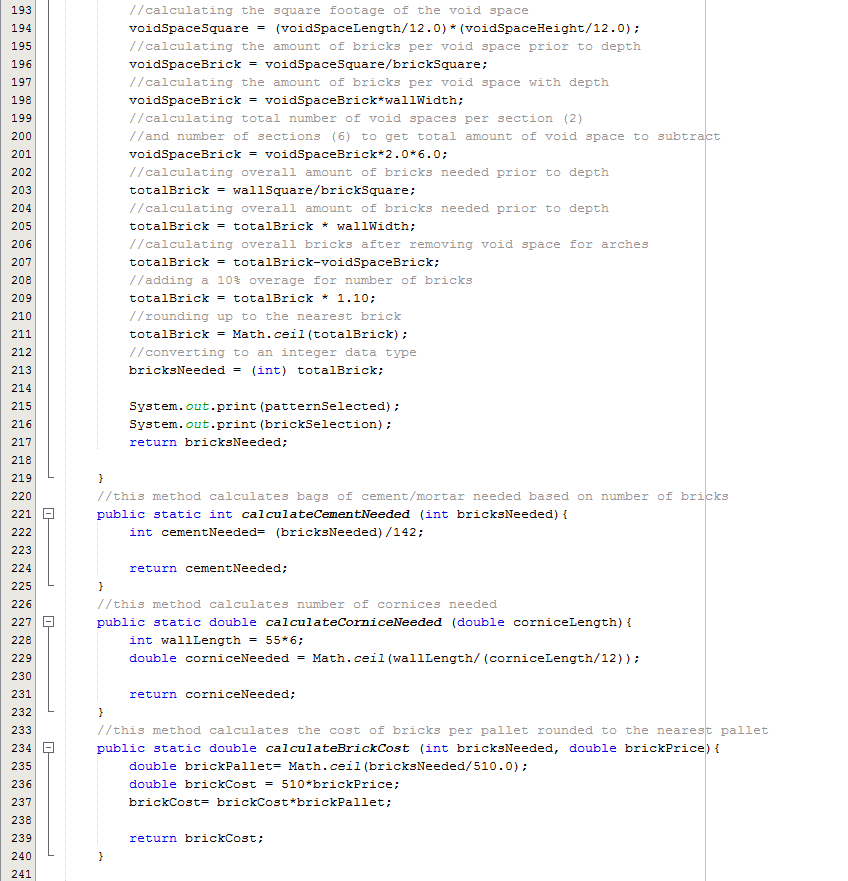 193 //calculating the square footage of the void space
194 voidSpaceSquare = (voidSpaceLength/12.0)*(voidSpaceHeight/12.0);
195 //calculating the amount of bricks per void space prior to depth
196 voidSpaceBrick = voidSpaceSquare/brickSquare;
197 //calculating the amount of bricks per void space with depth
198 voidSpaceBrick = voidSpaceBrick*wallWidth;
199 //calculating total number of void spaces per section (2)
200 //and number of sections (6) to get total amount of void space to subtract
201 voidSpaceBrick = voidSpaceBrick*2.0*6.0;
202 //calculating overall amount of bricks needed prior to depth
203 totalBrick = wallSquare/brickSquare;
204 //calculating overall amount of bricks needed prior to depth
205 totalBrick = totalBrick * wallWidth;
206 //calculating overall bricks after removing void space for arches
207 totalBrick = totalBrick-voidSpaceBrick;
208 //adding a 10% overage for number of bricks
209 totalBrick = totalBrick * 1.10;
210 //rounding up to the nearest brick
211 totalBrick = Math.ceil(totalBrick);
212 //converting to an integer data type
213 bricksNeeded = (int) totalBrick;
214
215 System.out.print(patternSelected);
216 System.out.print(brickSelection);
217 return bricksNeeded;
218
219 }
220 //this method calculates bags of cement/mortar needed based on number of bricks
221 public static int calculateCementNeeded (int bricksNeeded){
222 int cementNeeded= (bricksNeeded)/142;
223
224 return cementNeeded;
225 }
226 //this method calculates number of cornices needed
227 public static double calculateCorniceNeeded (double corniceLength){
228 int wallLength = 55*6;
229 double corniceNeeded = Math.ceil(wallLength/(corniceLength/12));
230
231 return corniceNeeded;
232 }
233 //this method calculates the cost of bricks per pallet rounded to the nearest pallet
234 public static double calculateBrickCost (int bricksNeeded, double brickPrice){
235 double brickPallet= Math.ceil(bricksNeeded/510.0);
236 double brickCost = 510*brickPrice;
237 brickCost= brickCost*brickPallet;
238
239 return brickCost;
240 }
241